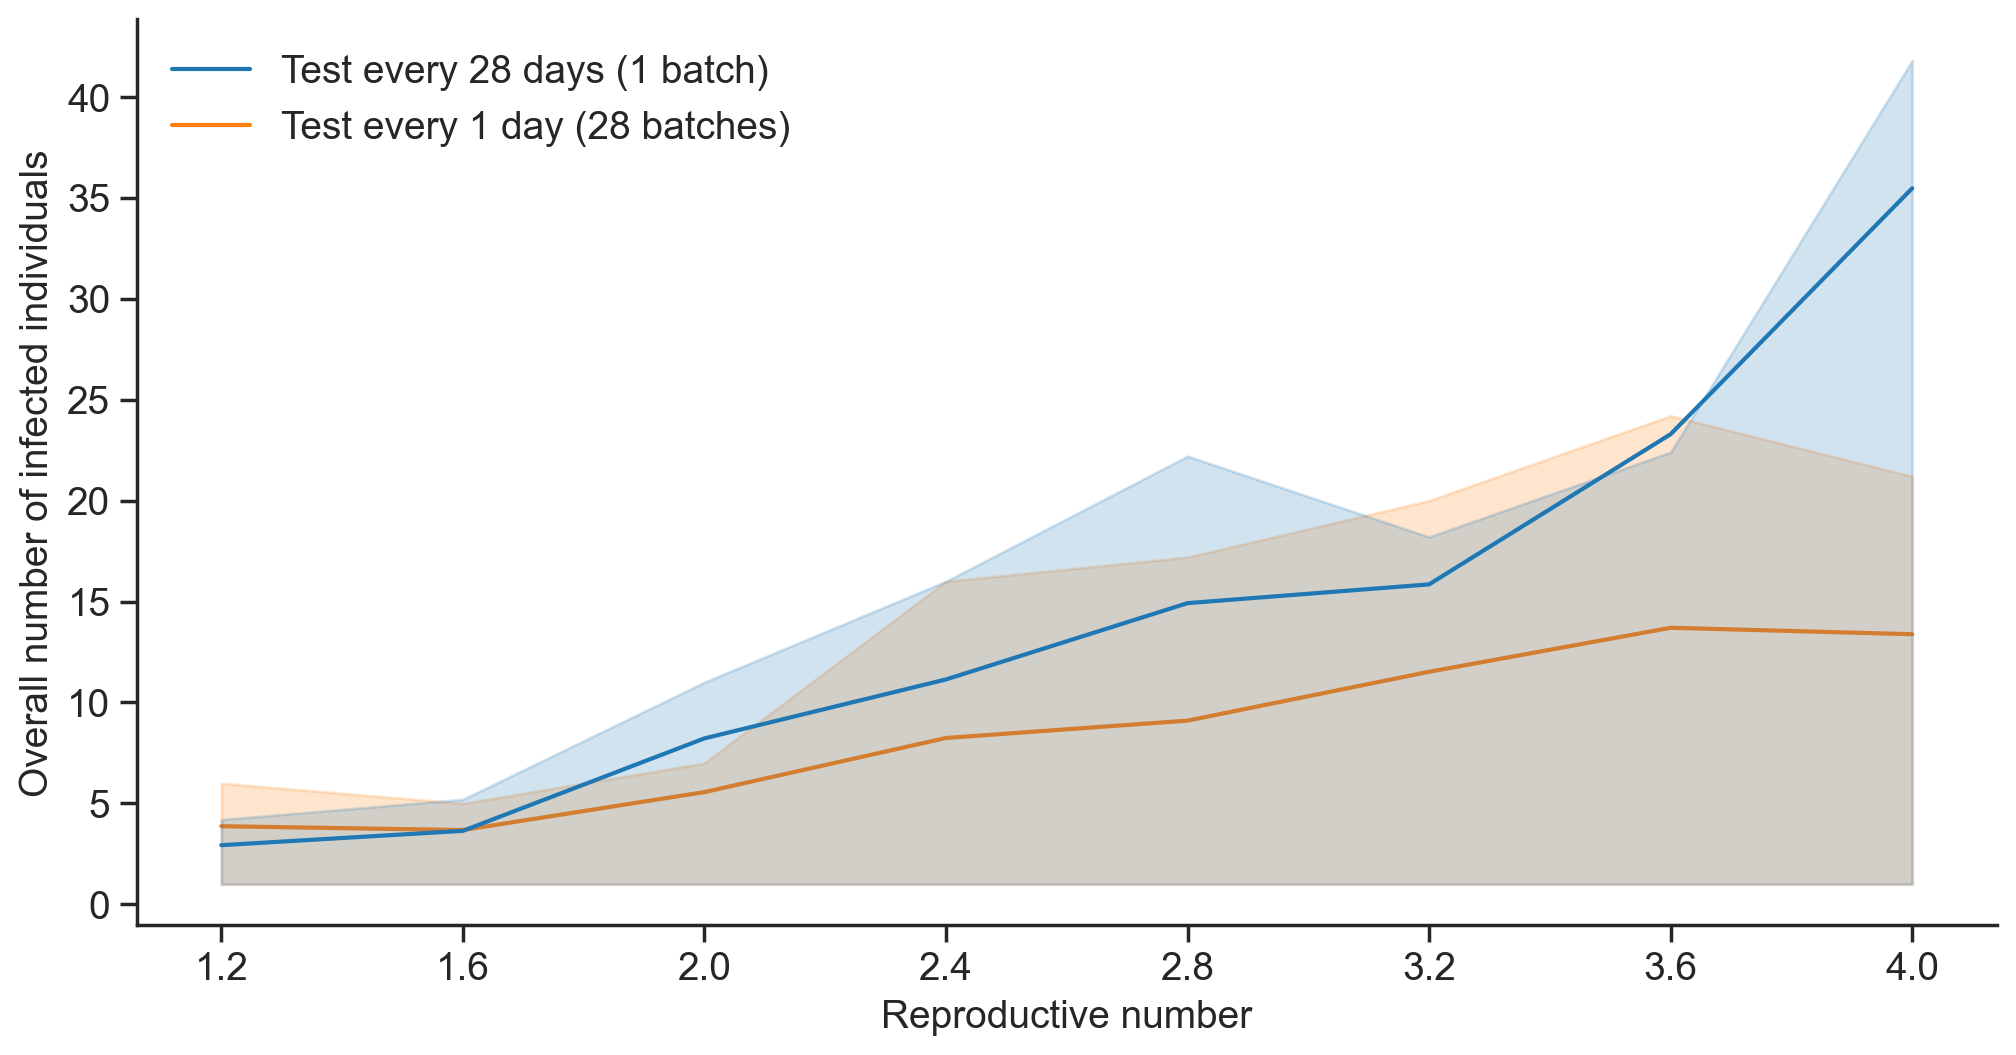 Test every 28 days (1 batch)
Test every 1 day (28 batches)
Overall number of infected individuals
40
35
30
25
20
15
10
5
0
1.2 1.6 2.0 2.4 2.8 3.2 3.6 4.0
Reproductive number